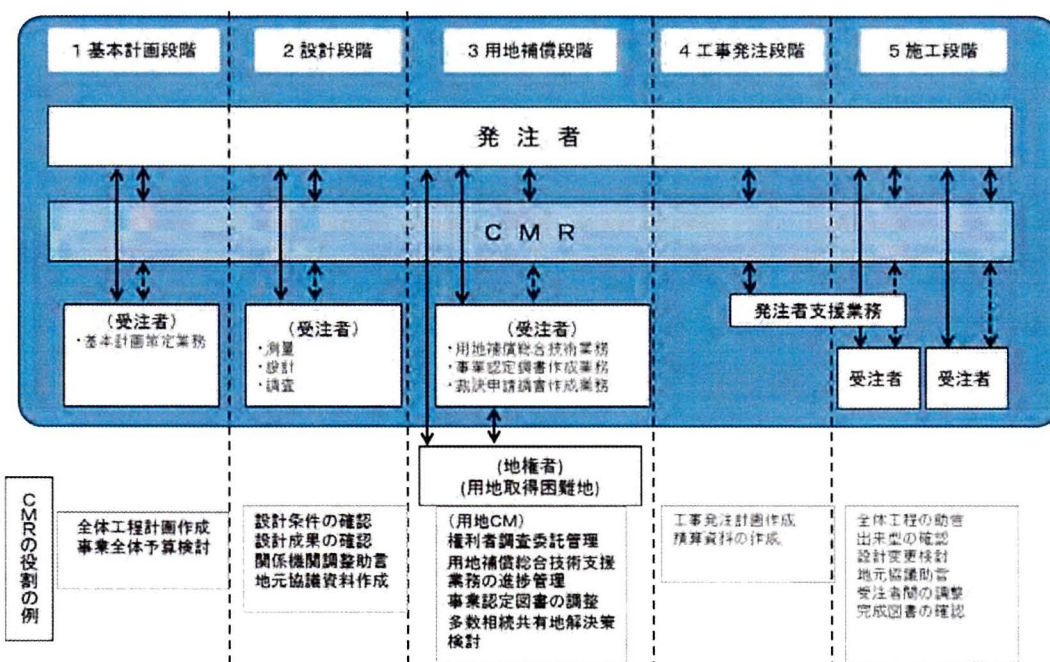 1 基本計画段階
2 設計段階
3 用地補償段階
4 工事発注段階
5 施工段階
発 注 者
C M R
(受注者)
・基本計画策定業務
(受注者)
・測量
・設計
・調査
(受注者)
・用地補償総合技術業務
・事業認定調書作成業務
・裁決申請調書作成業務
発注者支援業務
受注者
受注者
(地権者)
(用地取得困難地)
CMRの役割の例
全体工程計画作成
事業全体予算検討
設計条件の確認
設計成果の確認
関係機関調整助言
地元協議資料作成
(用地CM)
権利者調査委託管理
用地補償総合技術支援
業務の進捗管理
事業認定図書の調整
多数相続共有地解決策
検討
工事発注計画作成
積算資料の作成
全体工程の助言
出来型の確認
設計変更検討
地元協議助言
受注者間の調整
完成図書の確認